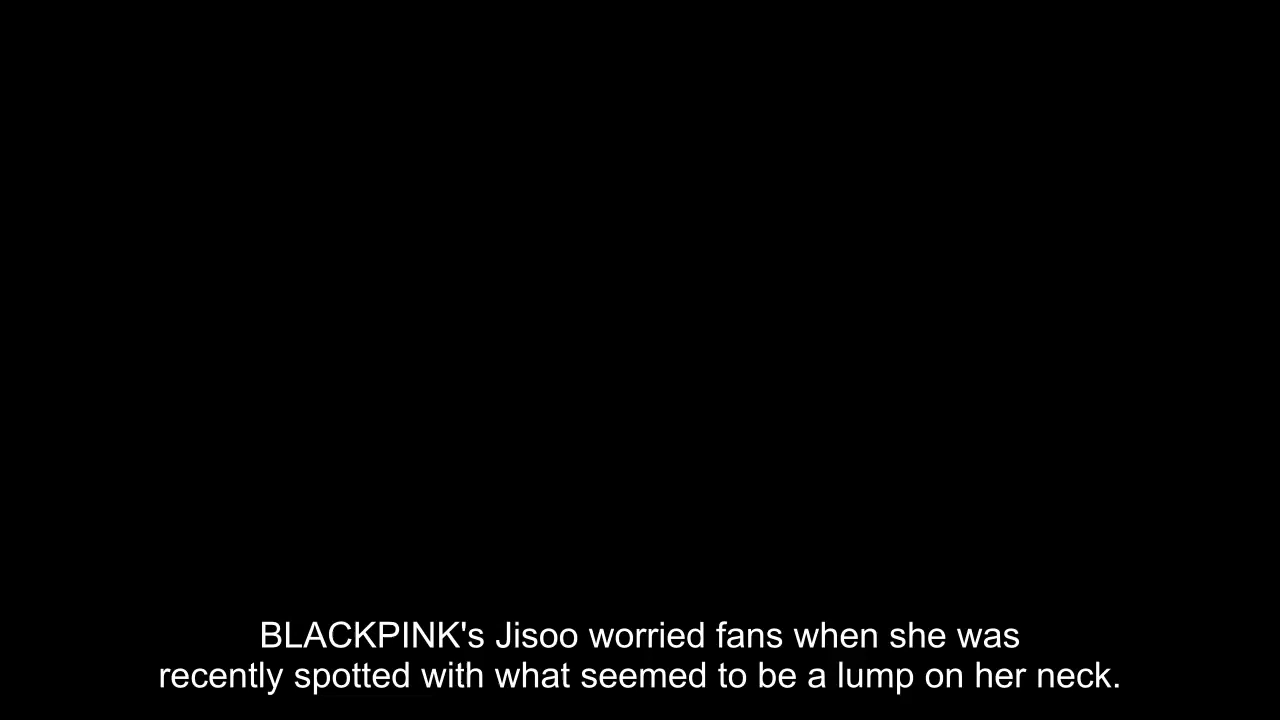 BLACKPINK's Jisoo worried fans when she was
recently spotted with what seemed to be a lump on her neck.